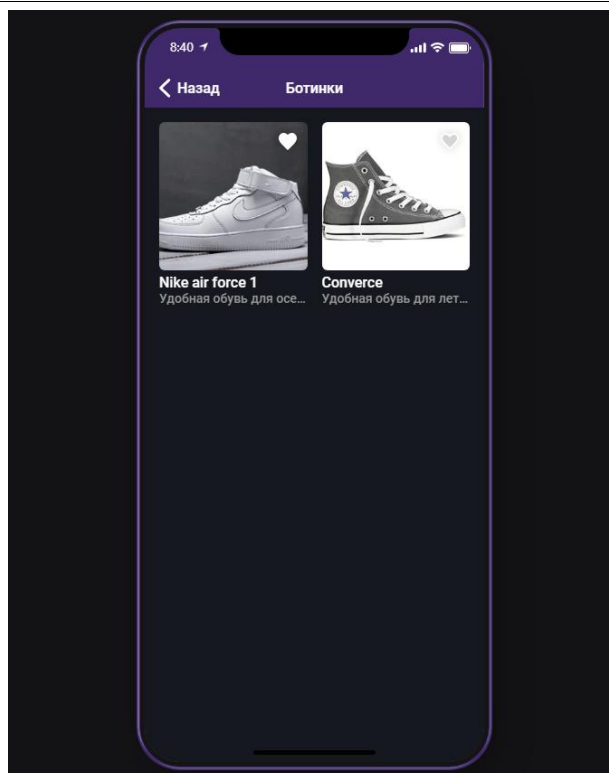 8:40
Назад
Ботинки
Nike air force 1
Удобная обувь для осе...
Converce
Удобная обувь для лет...